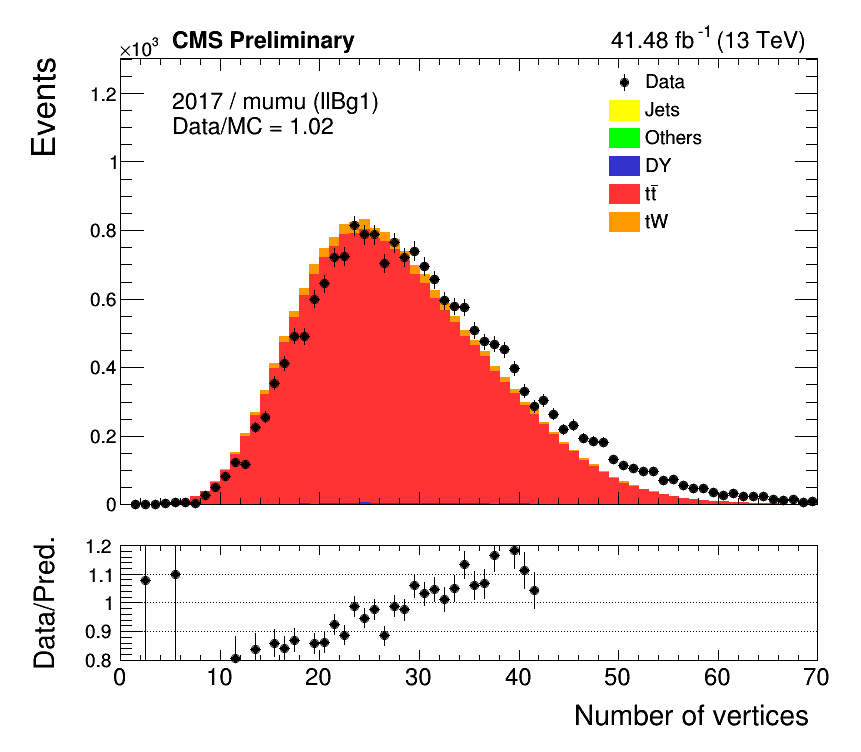 ×10³ CMS Preliminary 41.48 fb⁻¹ (13 TeV)
Events
2017 / mumu (llBg1)
Data/MC = 1.02
Data
Jets
Others
DY
tt̄
tW
1.2
1
0.8
0.6
0.4
0.2
0
Data/Pred.
1.2
1.1
1
0.9
0.8
0 10 20 30 40 50 60 70
Number of vertices